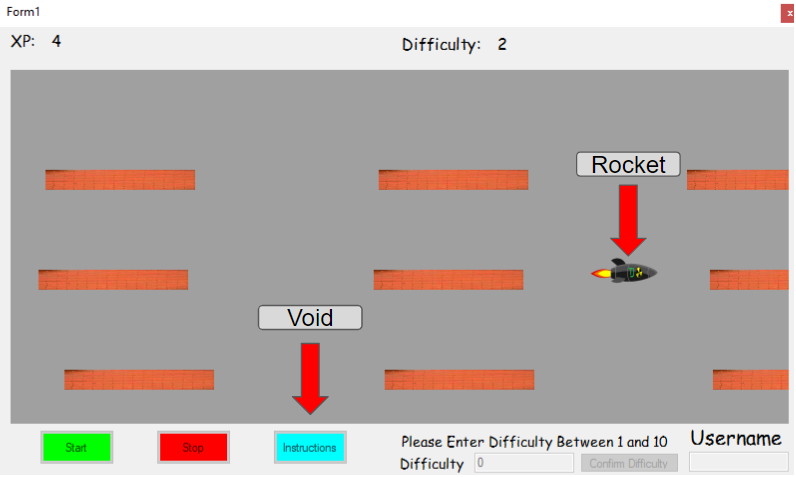 Form1
x
XP: 4
Difficulty: 2
Rocket
Void
Start
Stop
Instructions
Please Enter Difficulty Between 1 and 10
Difficulty 0
Confirm Difficulty
Username